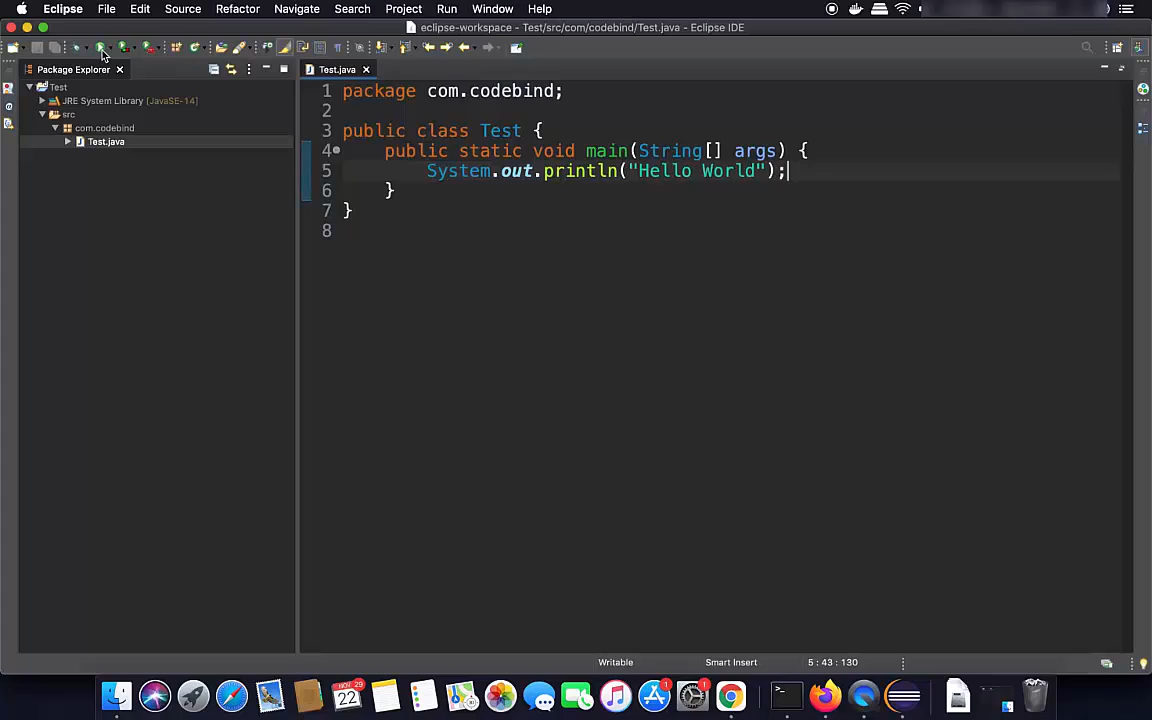 Eclipse File Edit Source Refactor Navigate Search Project Run Window Help
eclipse-workspace - Test/src/com/codebind/Test.java - Eclipse IDE
Package Explorer
Test.java
Test
JRE System Library [JavaSE-14]
src
com.codebind
Test.java
1 package com.codebind;
2
3 public class Test {
4 public static void main(String[] args) {
5 System.out.println("Hello World");
6 }
7 }
8
Writable Smart Insert 5 : 43 : 130
NOV 29
22
1
1